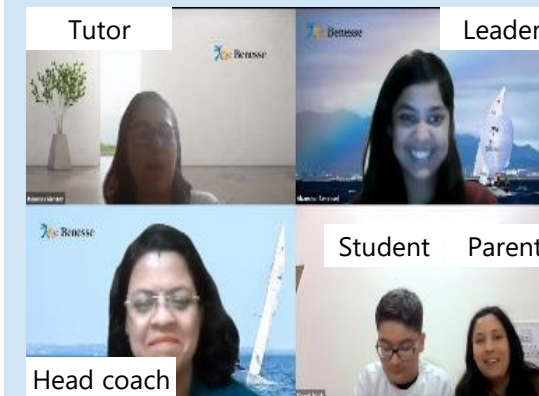 Tutor
Leader
Benesse
Benesse
Benesse
Student Parent
Head coach